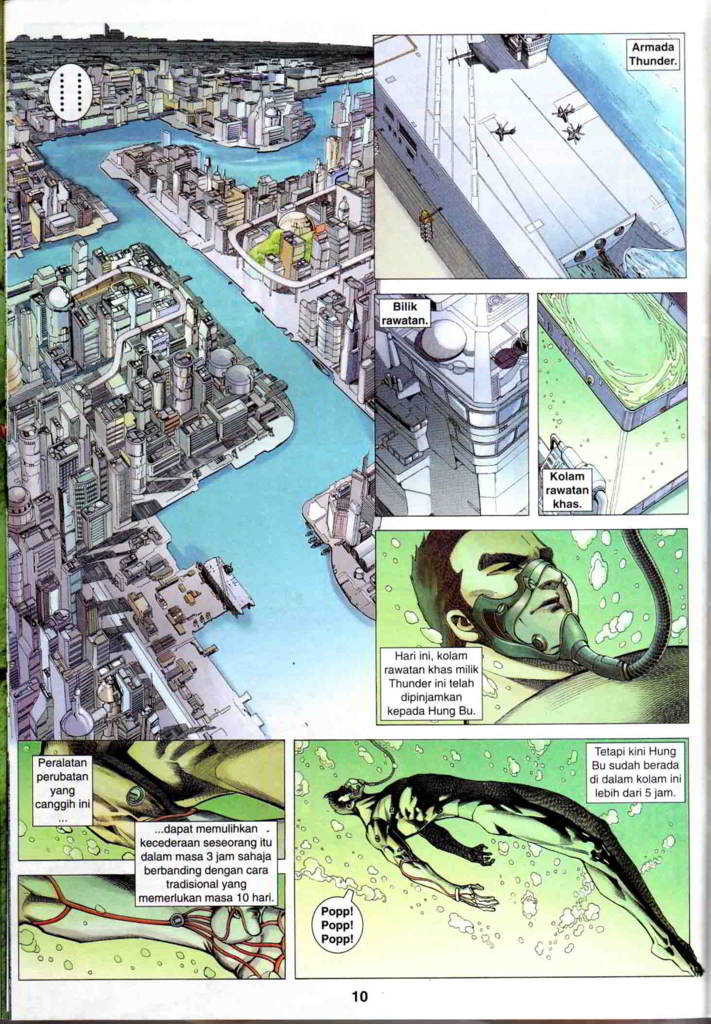 Armada
Thunder.
Bilik
rawatan.
Kolam
rawatan
khas.
Hari ini, kolam
rawatan khas milik
Thunder ini telah
dipinjamkan
kepada Hung Bu.
Peralatan
perubatan
yang
canggih ini
...
...dapat memulihkan
kecederaan seseorang itu
dalam masa 3 jam sahaja
berbanding dengan cara
tradisional yang
memerlukan masa 10 hari.
Tetapi kini Hung
Bu sudah berada
di dalam kolam ini
lebih dari 5 jam.
Popp!
Popp!
Popp!
10